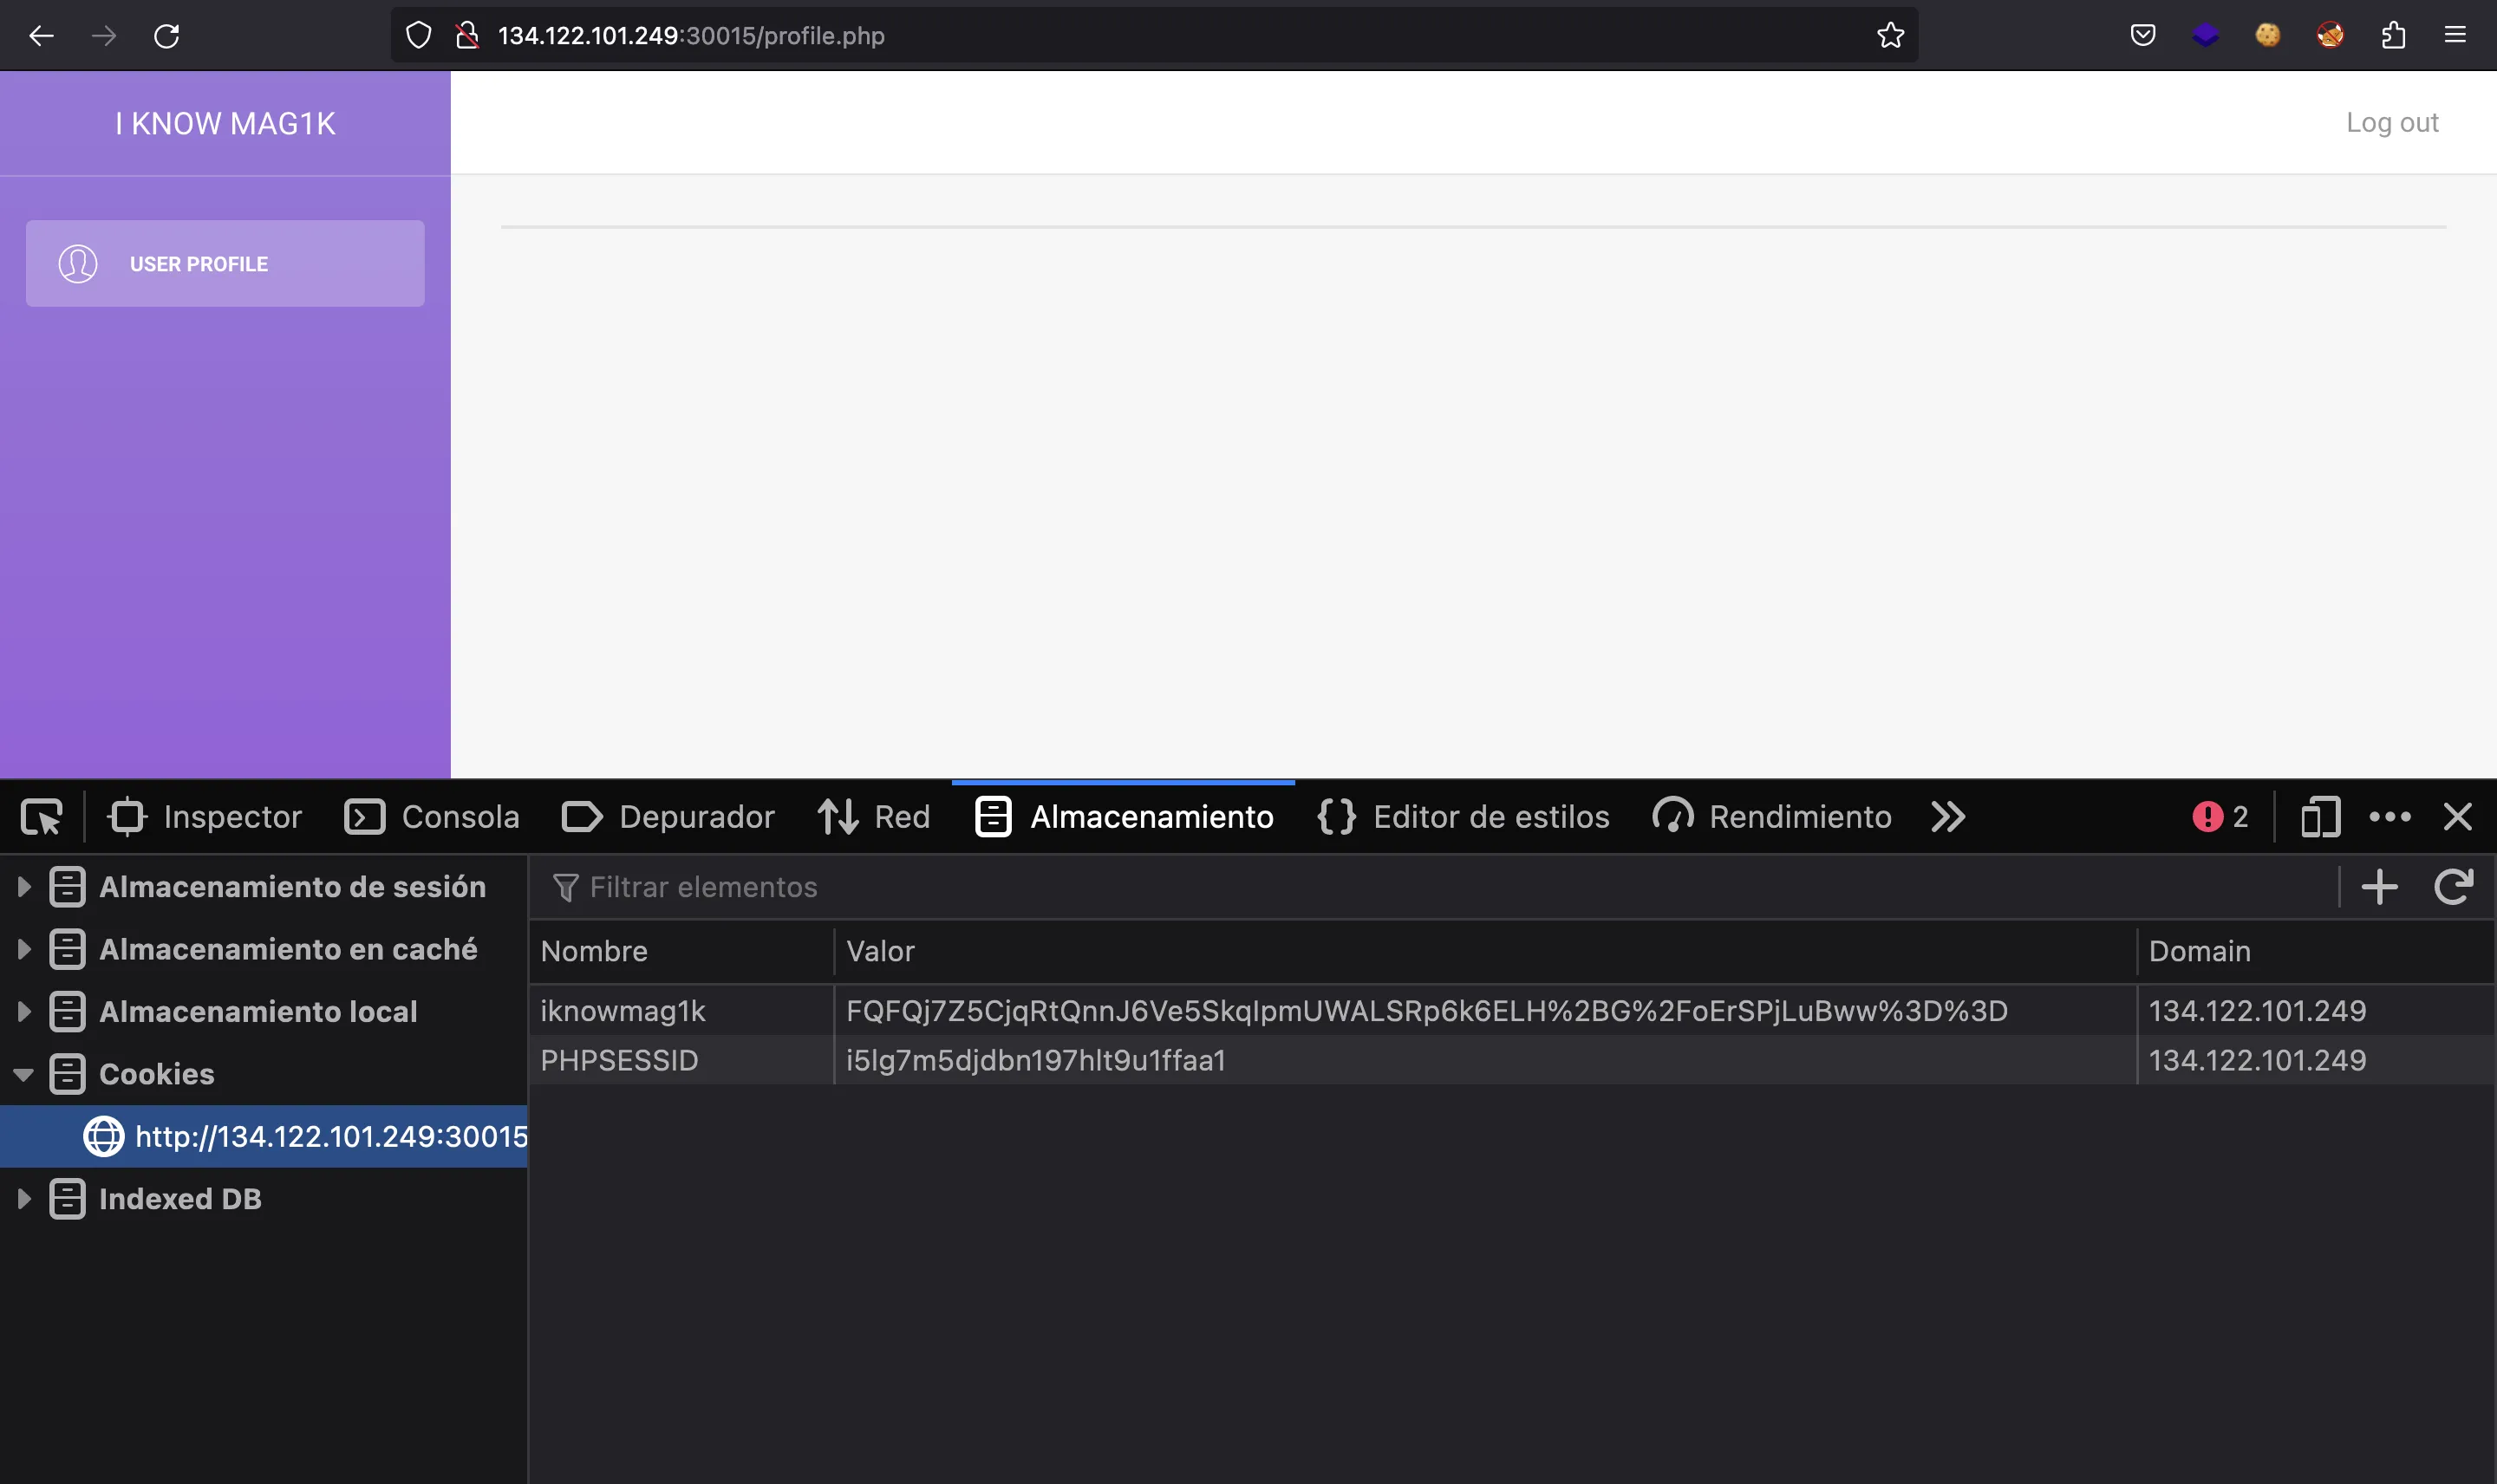 134.122.101.249:30015/profile.php
I KNOW MAG1K
Log out
USER PROFILE
Inspector Consola Depurador Red Almacenamiento Editor de estilos Rendimiento 2
Almacenamiento de sesión
Almacenamiento en caché
Almacenamiento local
Cookies
http://134.122.101.249:30015
Indexed DB
Filtrar elementos
Nombre Valor Domain
iknowmag1k FQFQj7Z5CjqRtQnnJ6Ve5SkqIpmUWALSRp6k6ELH%2BG%2FoErSPjLuBww%3D%3D 134.122.101.249
PHPSESSID i5lg7m5djdbn197hlt9u1ffaa1 134.122.101.249